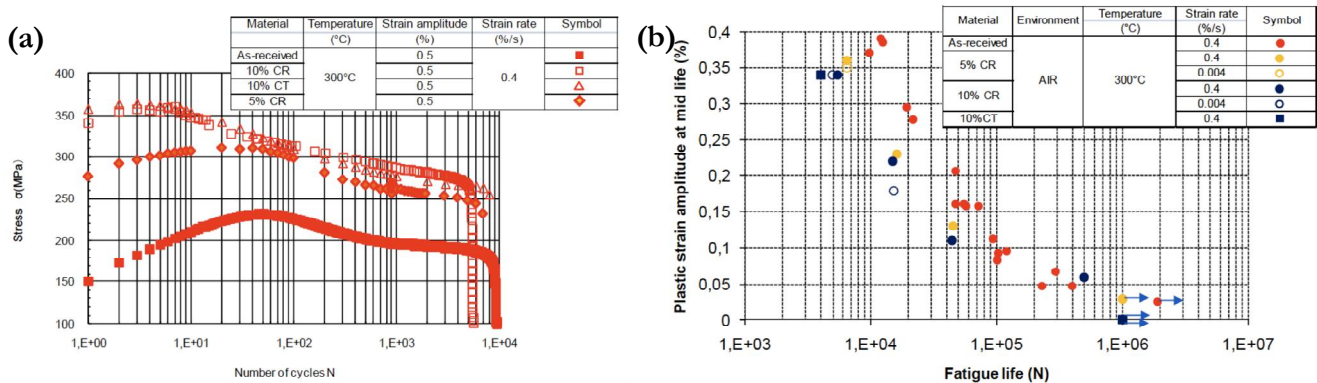 (a)
Material Temperature Strain amplitude Strain rate Symbol
(°C) (%) (%/s)
As-received 300°C 0.5 0.4
10% CR 0.5
10% CT 0.5
5% CR 0.5
Stress σ(MPa)
400
350
300
250
200
150
100
1,E+00 1,E+01 1,E+02 1,E+03 1,E+04
Number of cycles N
(b)
Material Environment Temperature Strain rate Symbol
(°C) (%/s)
As-received AIR 300°C 0.4
5% CR 0.4
0.004
10% CR 0.4
0.004
10%CT 0.4
Plastic strain amplitude at mid life (%)
0,4
0,3
0,3
0,2
0,2
0,1
0,1
0
1,E+03 1,E+04 1,E+05 1,E+06 1,E+07
Fatigue life (N)